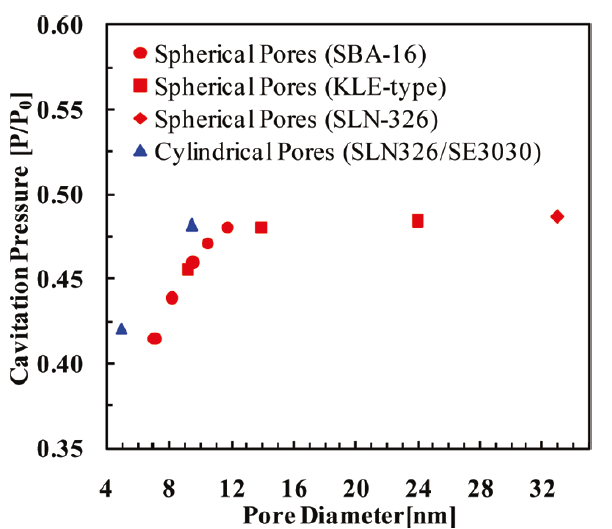 0.60
0.55
0.50
0.45
0.40
0.35
Cavitation Pressure [P/P0]
Spherical Pores (SBA-16)
Spherical Pores (KLE-type)
Spherical Pores (SLN-326)
Cylindrical Pores (SLN326/SE3030)
4 8 12 16 20 24 28 32
Pore Diameter[nm]